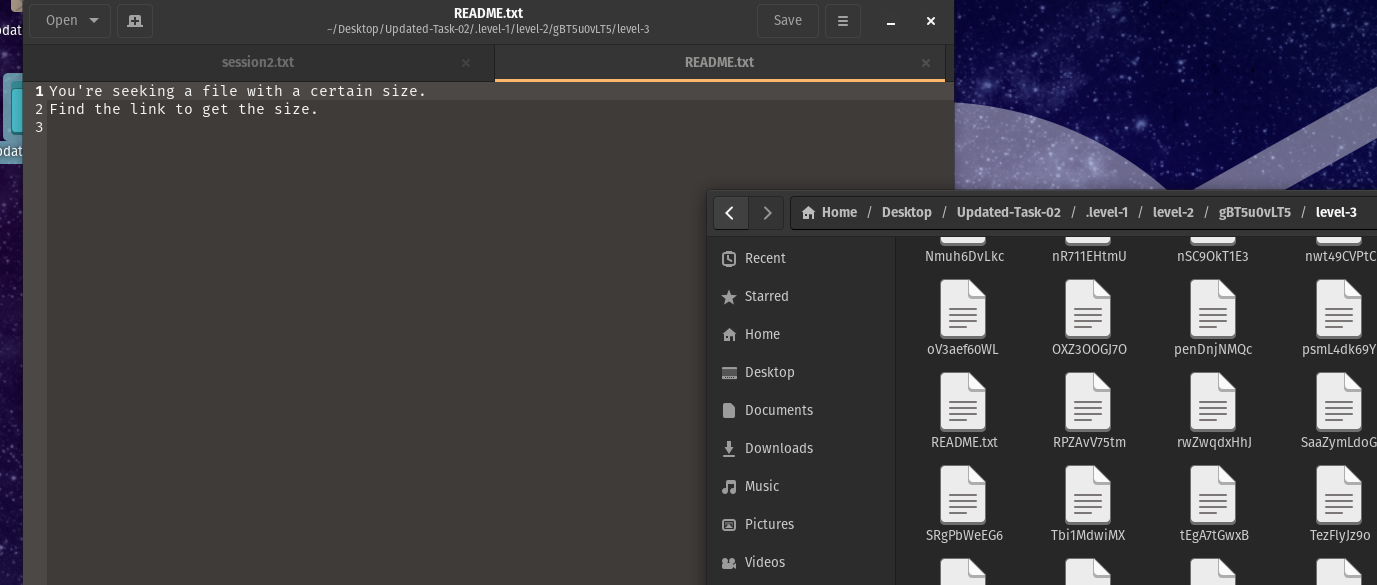 Open
README.txt
~/Desktop/Updated-Task-02/.level-1/level-2/gBT5u0vLT5/level-3
Save
session2.txt
README.txt
1 You're seeking a file with a certain size.
2 Find the link to get the size.
3
Home / Desktop / Updated-Task-02 / .level-1 / level-2 / gBT5u0vLT5 / level-3
Recent
Starred
Home
Desktop
Documents
Downloads
Music
Pictures
Videos
Nmuh6DvLkc nR711EHtmU nSC9OkT1E3 nwt49CVPtC
oV3aef60WL OXZ3OOGJ7O penDnjNMQc psmL4dk69Y
README.txt RPZAvV75tm rwZwqdxHhJ SaaZymLdoG
SRgPbWeEG6 Tbi1MdwiMX tEgA7tGwxB TezFlyJz9o